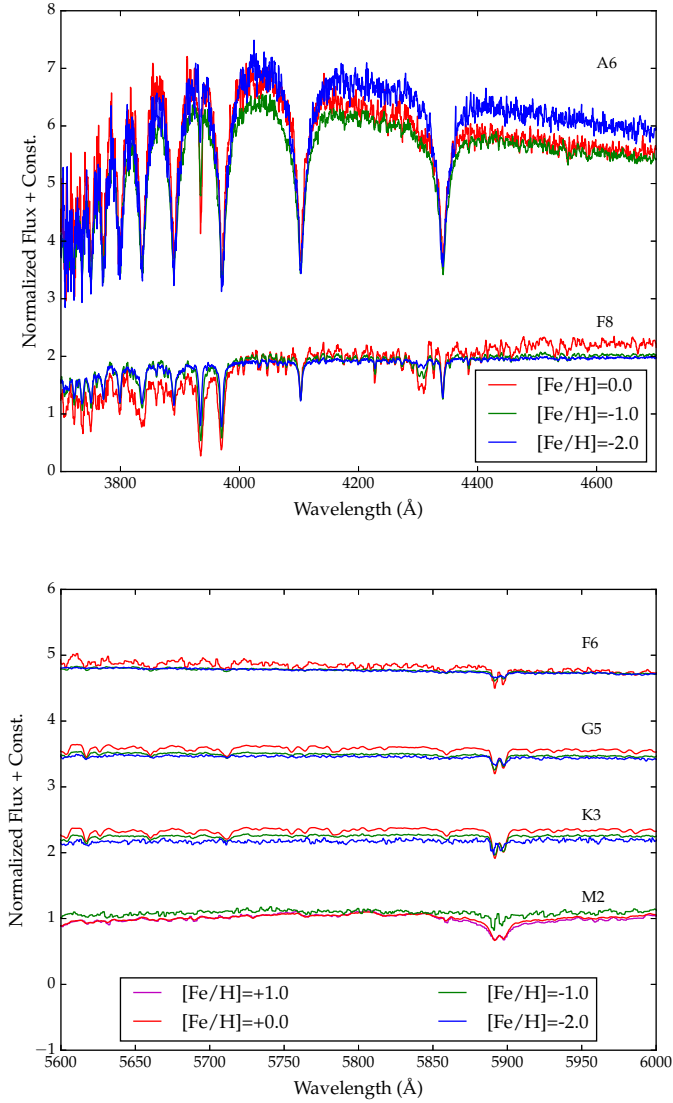 8
7
6
5
4
3
2
1
0
Normalized Flux + Const.
A6
F8
[Fe/H]=0.0
[Fe/H]=-1.0
[Fe/H]=-2.0
3800 4000 4200 4400 4600
Wavelength (Å)
6
5
4
3
2
1
0
−1
Normalized Flux + Const.
F6
G5
K3
M2
[Fe/H]=+1.0 [Fe/H]=-1.0
[Fe/H]=+0.0 [Fe/H]=-2.0
5600 5650 5700 5750 5800 5850 5900 5950 6000
Wavelength (Å)